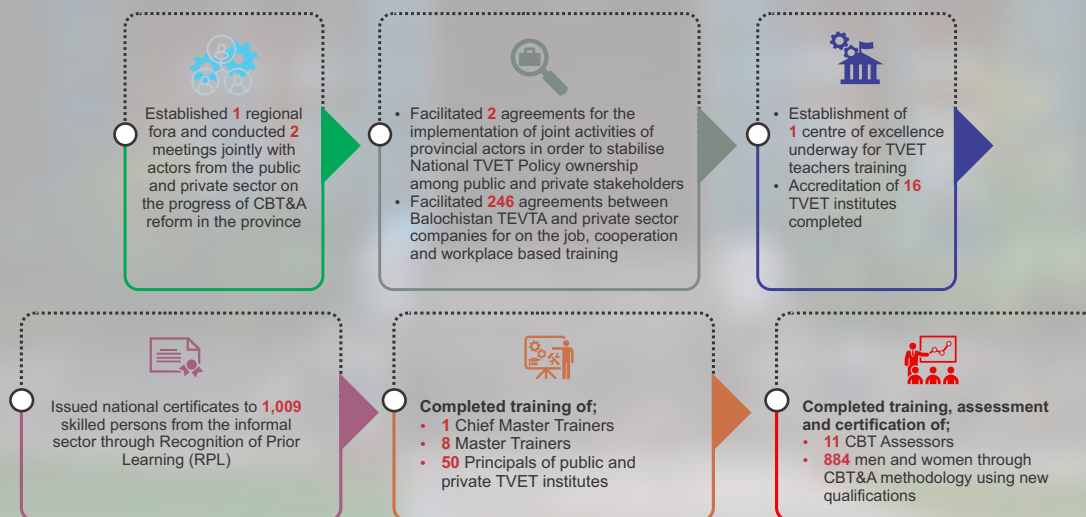 Established 1 regional
fora and conducted 2
meetings jointly with
actors from the public
and private sector on
the progress of CBT&A
reform in the province
• Facilitated 2 agreements for the
implementation of joint activities of
provincial actors in order to stabilise
National TVET Policy ownership
among public and private stakeholders
• Facilitated 246 agreements between
Balochistan TEVTA and private sector
companies for on the job, cooperation
and workplace based training
• Establishment of
1 centre of excellence
underway for TVET
teachers training
• Accreditation of 16
TVET institutes
completed
Issued national certificates to 1,009
skilled persons from the informal
sector through Recognition of Prior
Learning (RPL)
Completed training of;
• 1 Chief Master Trainers
• 8 Master Trainers
• 50 Principals of public and
private TVET institutes
Completed training, assessment
and certification of;
• 11 CBT Assessors
• 884 men and women through
CBT&A methodology using new
qualifications